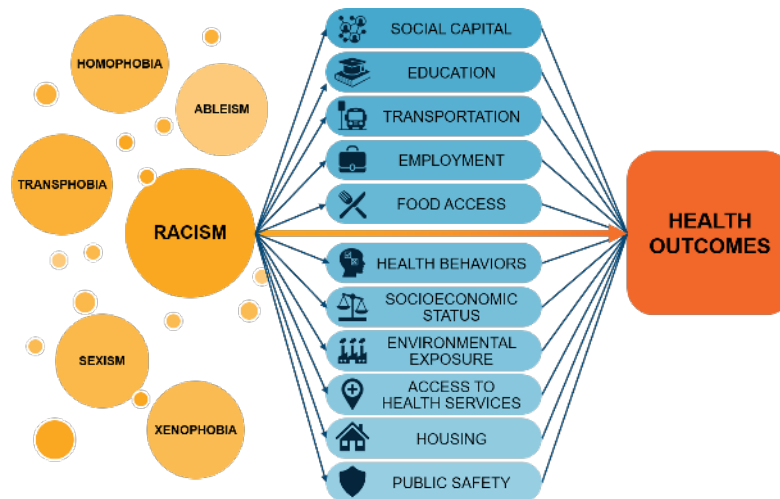 HOMOPHOBIA
ABLEISM
TRANSPHOBIA
RACISM
SEXISM
XENOPHOBIA
SOCIAL CAPITAL
EDUCATION
TRANSPORTATION
EMPLOYMENT
FOOD ACCESS
HEALTH BEHAVIORS
SOCIOECONOMIC
STATUS
ENVIRONMENTAL
EXPOSURE
ACCESS TO
HEALTH SERVICES
HOUSING
PUBLIC SAFETY
HEALTH
OUTCOMES